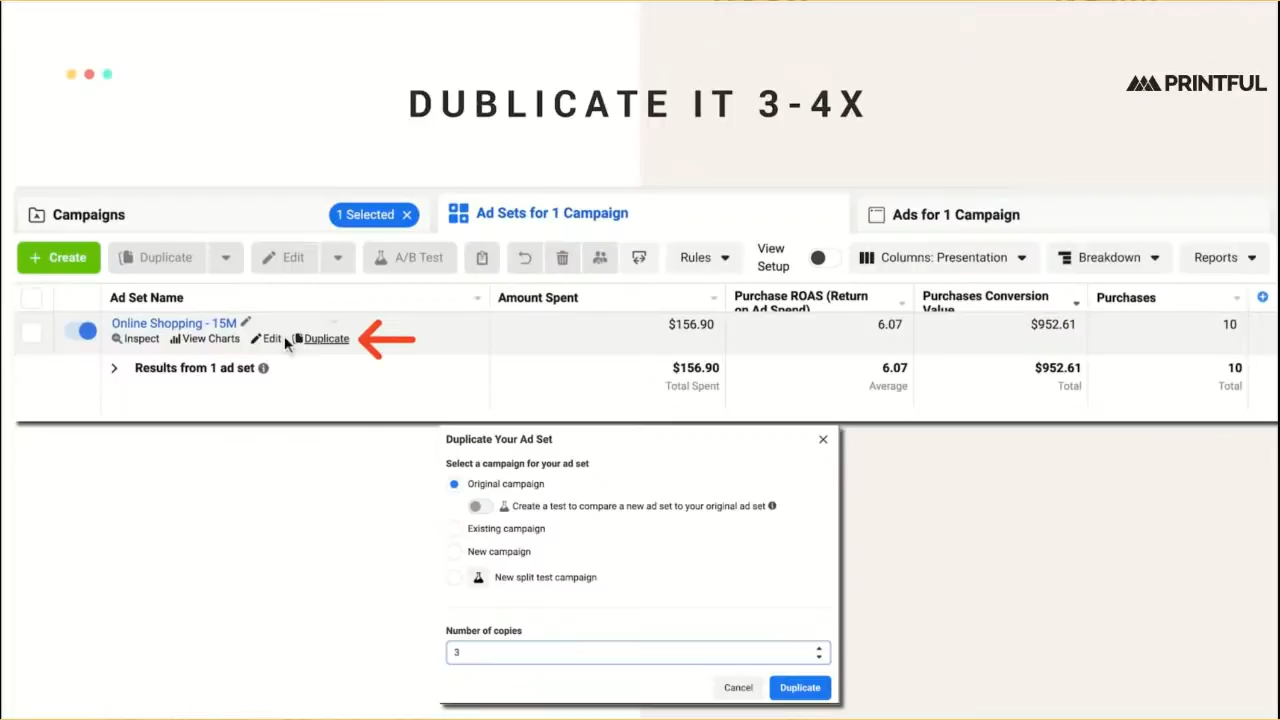 PRINTFUL
DUBLICATE IT 3-4X
Campaigns
1 Selected ×
Ad Sets for 1 Campaign
Ads for 1 Campaign
+ Create
Duplicate
Edit
A/B Test
Rules
View Setup
Columns: Presentation
Breakdown
Reports
Ad Set Name
Amount Spent
Purchase ROAS (Return on Ad Spend)
Purchases Conversion Value
Purchases
Online Shopping - 15M
$156.90
6.07
$952.61
10
Inspect
View Charts
Edit
Duplicate
Results from 1 ad set
$156.90
6.07
$952.61
10
Total Spent
Average
Total
Total
Duplicate Your Ad Set
Select a campaign for your ad set
Original campaign
Create a test to compare a new ad set to your original ad set
Existing campaign
New campaign
New split test campaign
Number of copies
3
Cancel
Duplicate